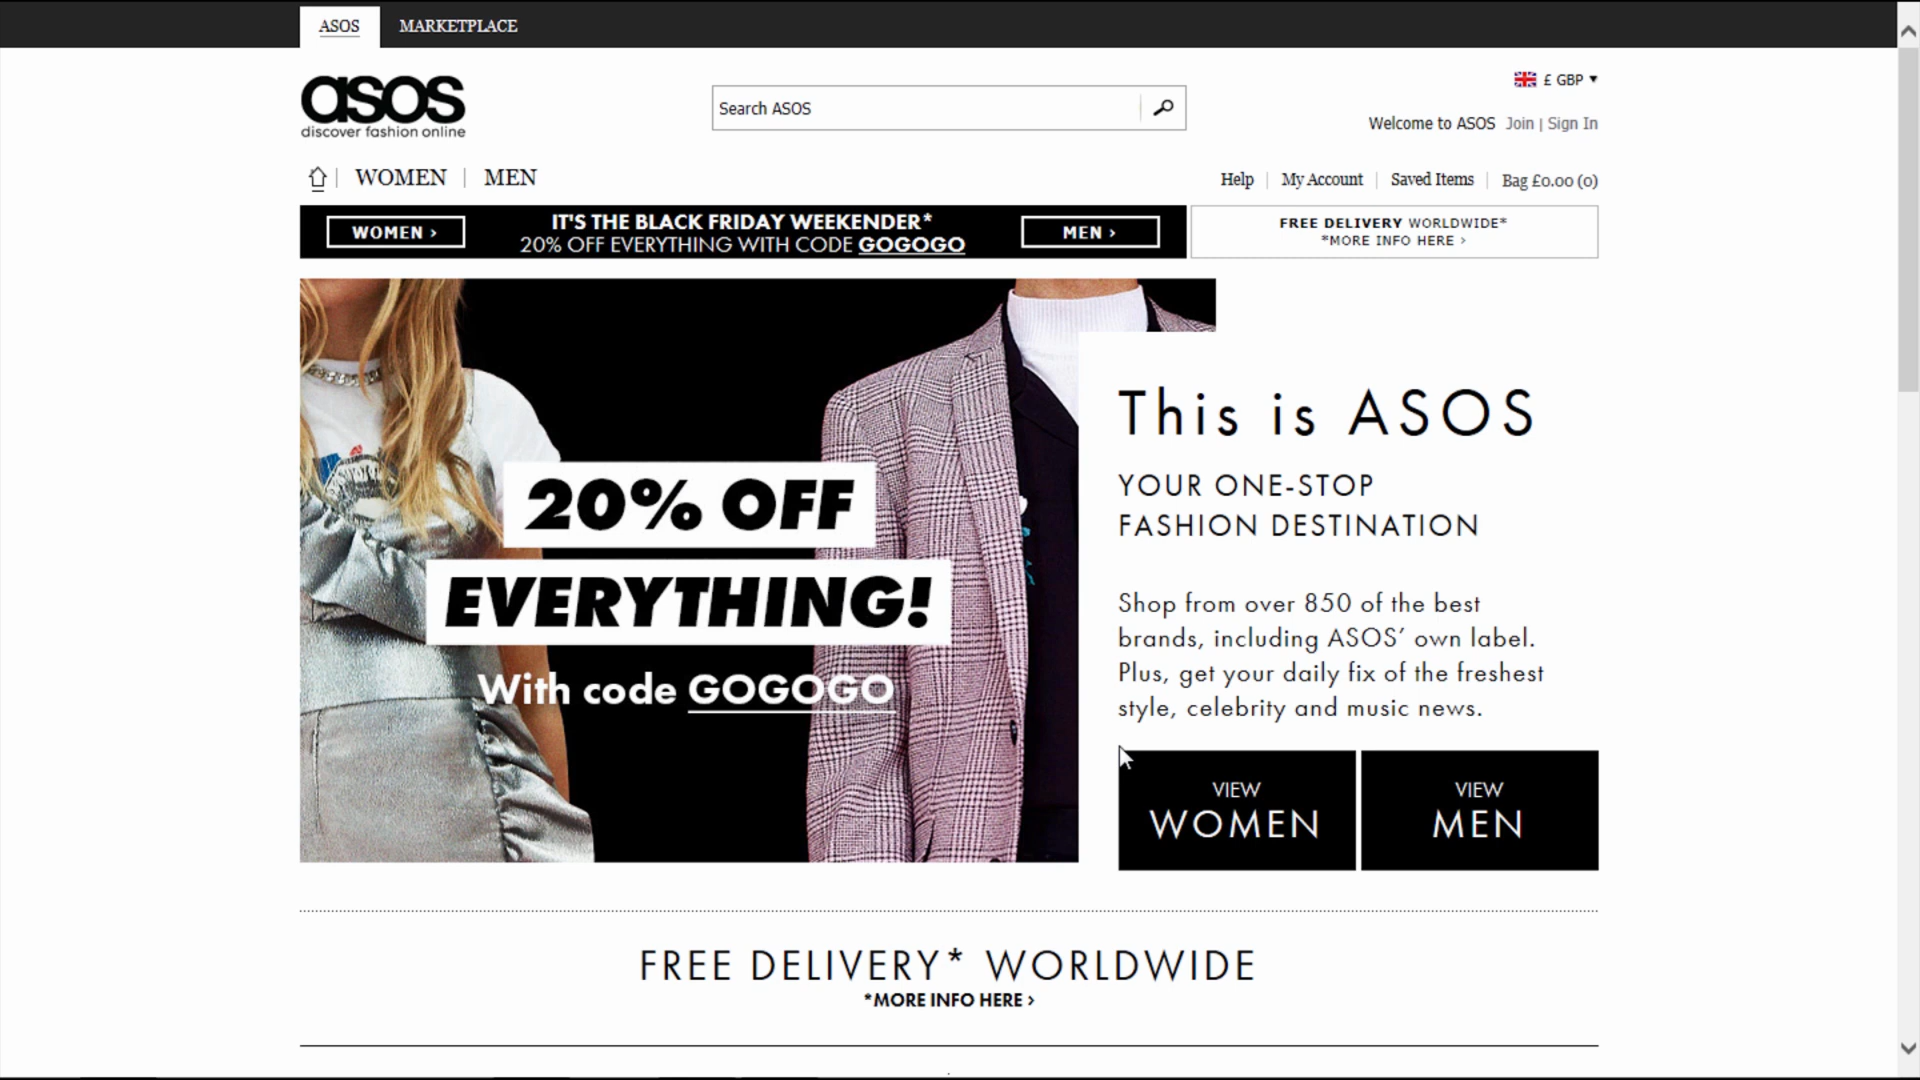 ASOS MARKETPLACE
asos
discover fashion online
Search ASOS
£ GBP
Welcome to ASOS Join | Sign In
WOMEN | MEN
Help | My Account | Saved Items | Bag £0.00 (0)
WOMEN ›
IT'S THE BLACK FRIDAY WEEKENDER*
20% OFF EVERYTHING WITH CODE GOGOGO
MEN ›
FREE DELIVERY WORLDWIDE*
*MORE INFO HERE ›
20% OFF
EVERYTHING!
With code GOGOGO
This is ASOS
YOUR ONE-STOP
FASHION DESTINATION
Shop from over 850 of the best
brands, including ASOS’ own label.
Plus, get your daily fix of the freshest
style, celebrity and music news.
VIEW
WOMEN
VIEW
MEN
FREE DELIVERY* WORLDWIDE
*MORE INFO HERE ›